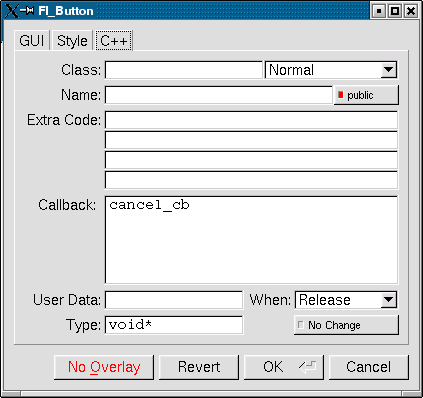 Fl_Button
GUI Style C++
Class: Normal
Name: public
Extra Code:
Callback: cancel_cb
User Data: When: Release
Type: void* No Change
No Overlay Revert OK Cancel